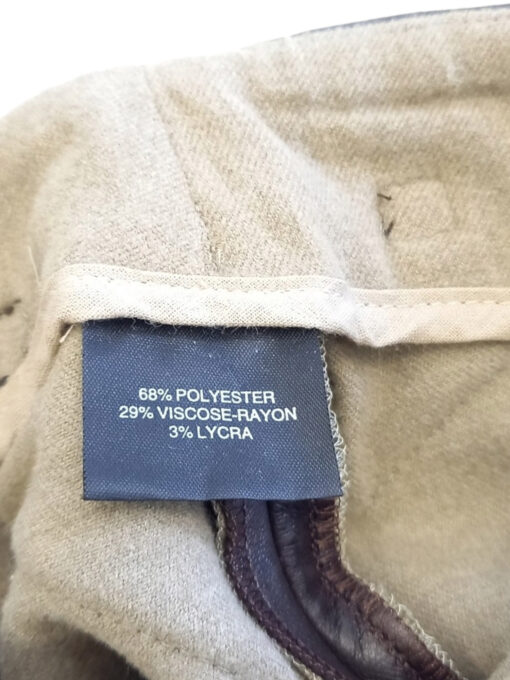 68% POLYESTER
29% VISCOSE-RAYON
3% LYCRA